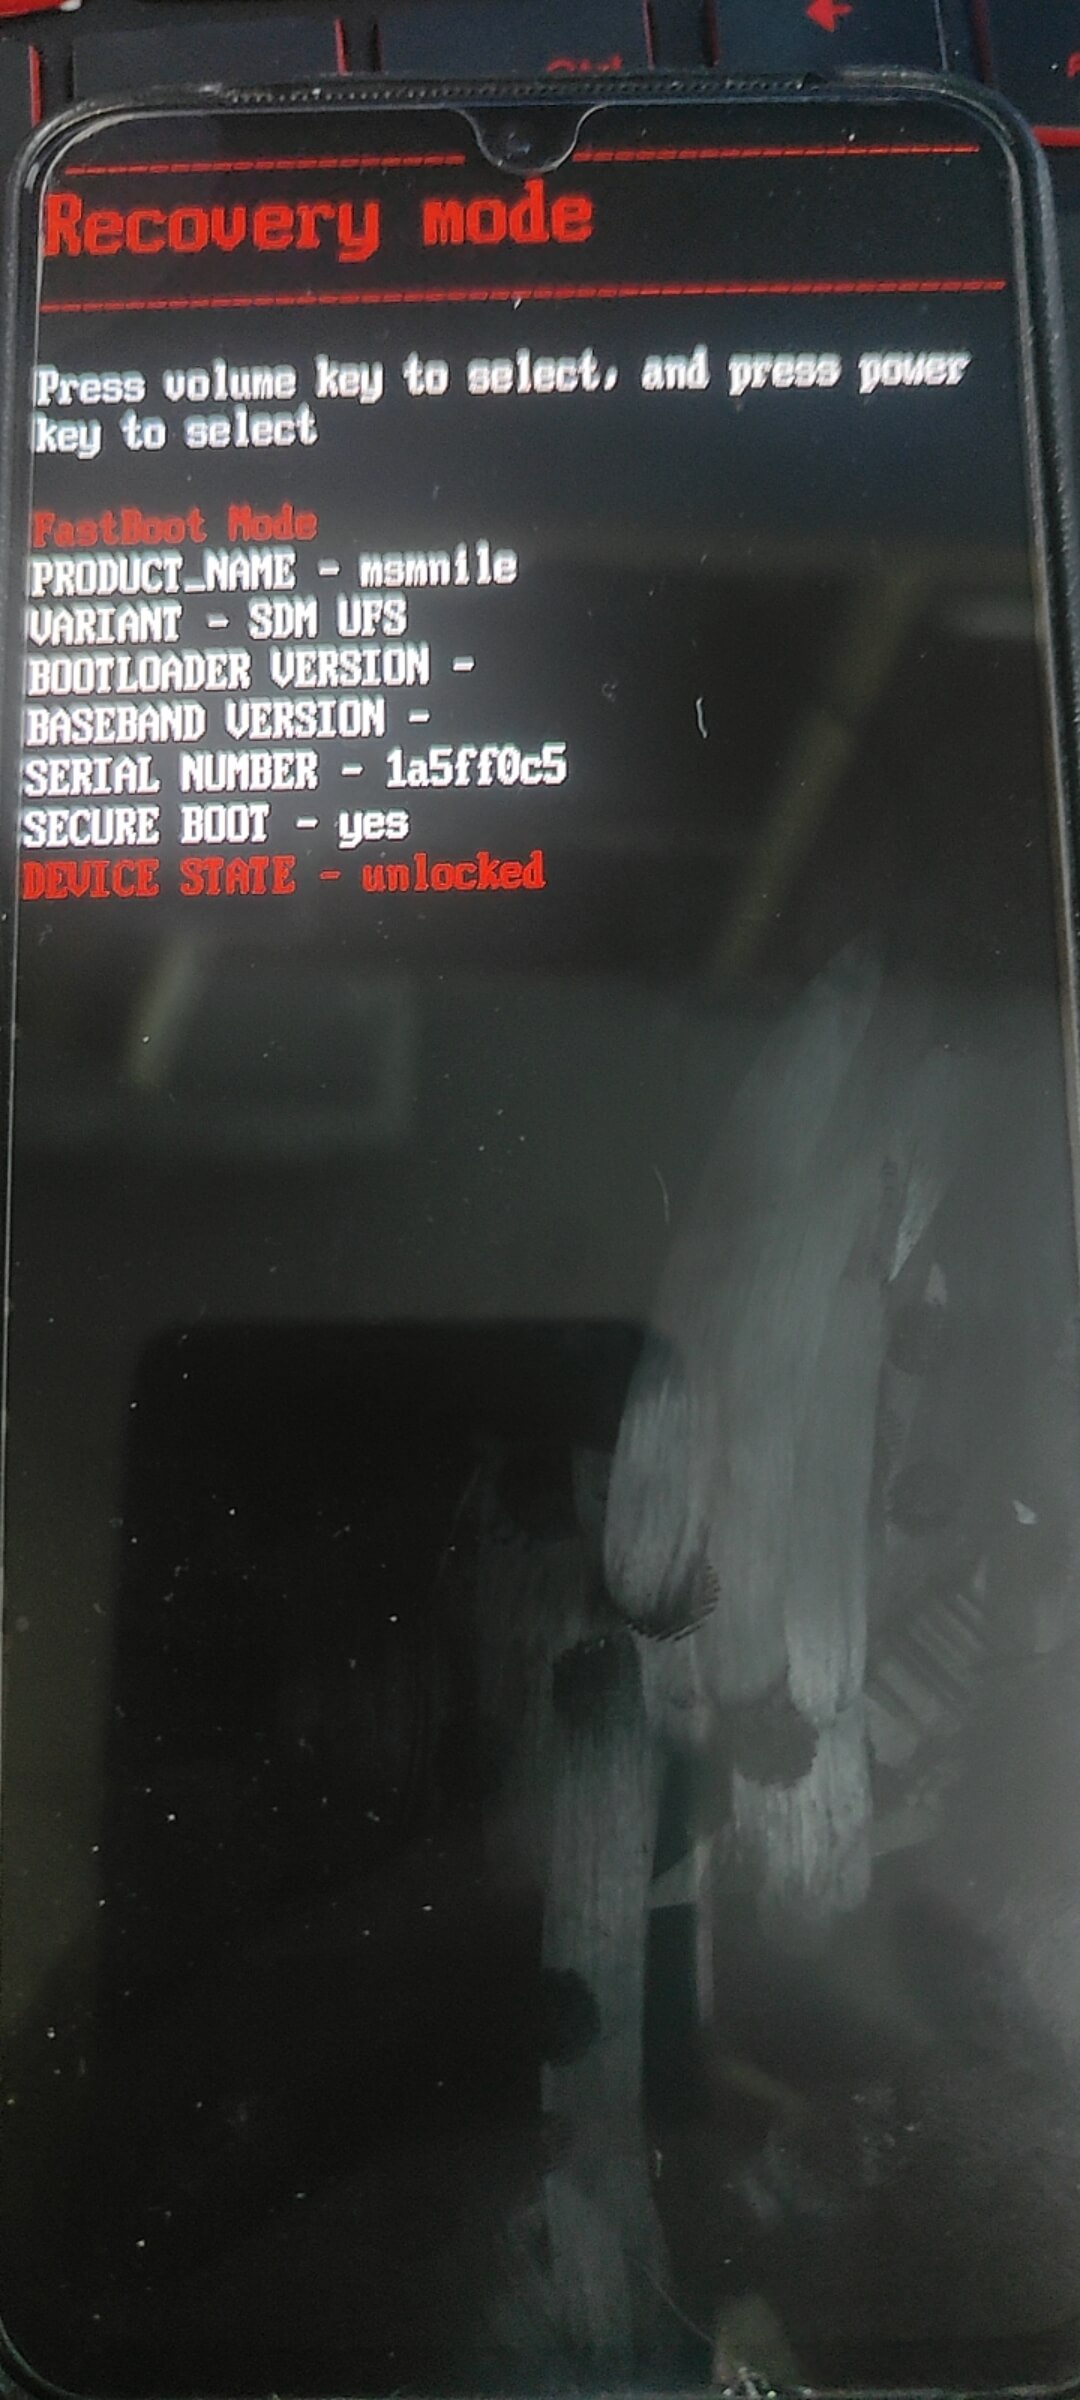 Recovery mode
Press volume key to select, and press power
key to select
FastBoot Mode
PRODUCT_NAME - msmnile
VARIANT - SDM UFS
BOOTLOADER VERSION -
BASEBAND VERSION -
SERIAL NUMBER - 1a5ff0c5
SECURE BOOT - yes
DEVICE STATE - unlocked